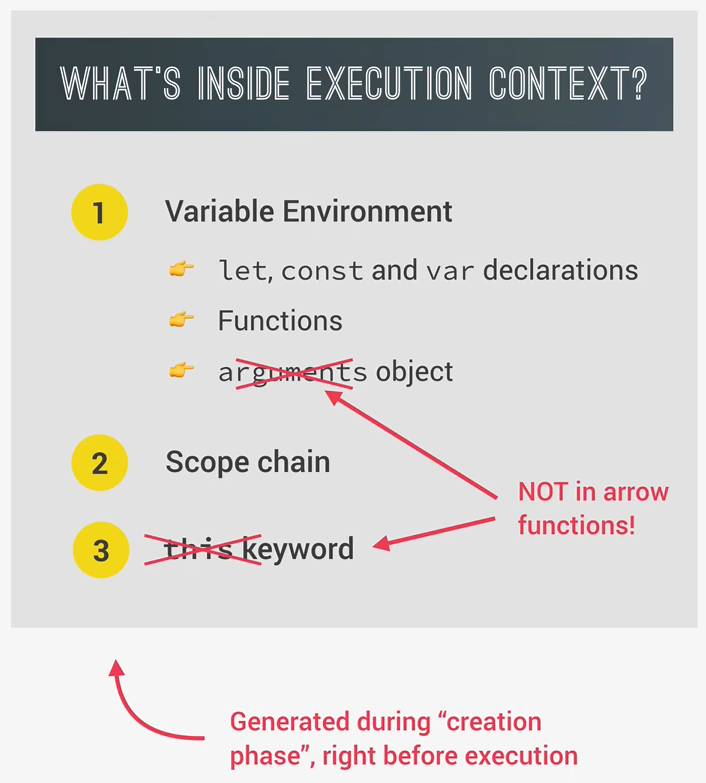 WHAT'S INSIDE EXECUTION CONTEXT?
1 Variable Environment
let, const and var declarations
Functions
arguments object
2 Scope chain
NOT in arrow
functions!
3 this keyword
Generated during “creation
phase”, right before execution